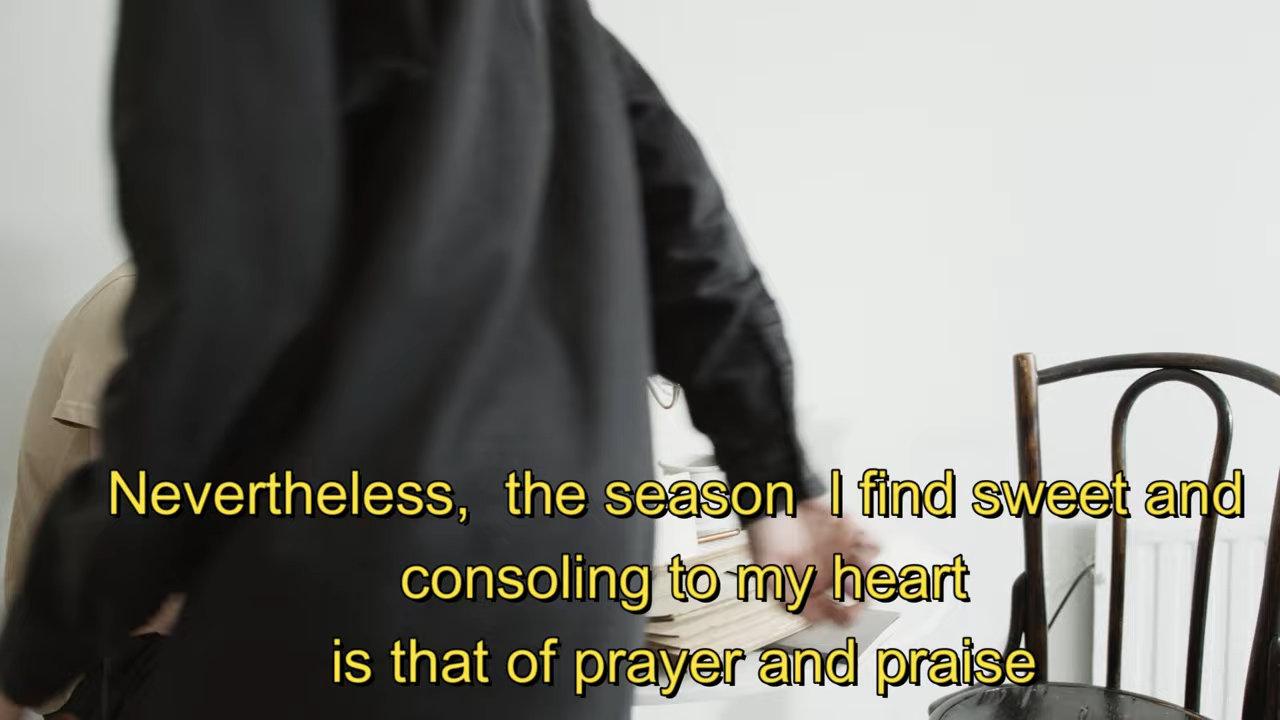 Nevertheless,  the season  I find sweet and
consoling to my heart
is that of prayer and praise